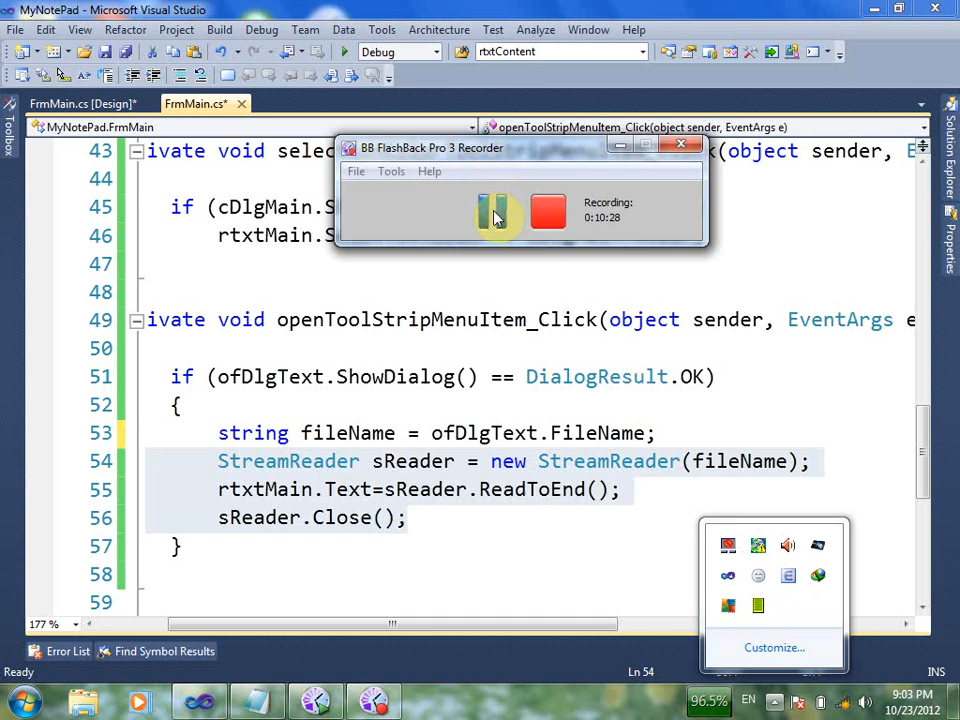 MyNotePad - Microsoft Visual Studio
File Edit View Refactor Project Build Debug Team Data Tools Architecture Test Analyze Window Help
Debug rtxtContent
FrmMain.cs [Design]* FrmMain.cs*
Toolbox
Solution Explorer
Properties
MyNotePad.FrmMain openToolStripMenuItem_Click(object sender, EventArgs e)
BB FlashBack Pro 3 Recorder
File Tools Help
Recording:
0:10:28
43 ivate void selec k(object sender, E
44
45 if (cDlgMain.S
46 rtxtMain.S
47
48
49 ivate void openToolStripMenuItem_Click(object sender, EventArgs e
50
51 if (ofDlgText.ShowDialog() == DialogResult.OK)
52 {
53 string fileName = ofDlgText.FileName;
54 StreamReader sReader = new StreamReader(fileName);
55 rtxtMain.Text=sReader.ReadToEnd();
56 sReader.Close();
57 }
58
59
177 %
Customize...
Error List Find Symbol Results
Ready Ln 54 INS
96.5% EN 9:03 PM
10/23/2012